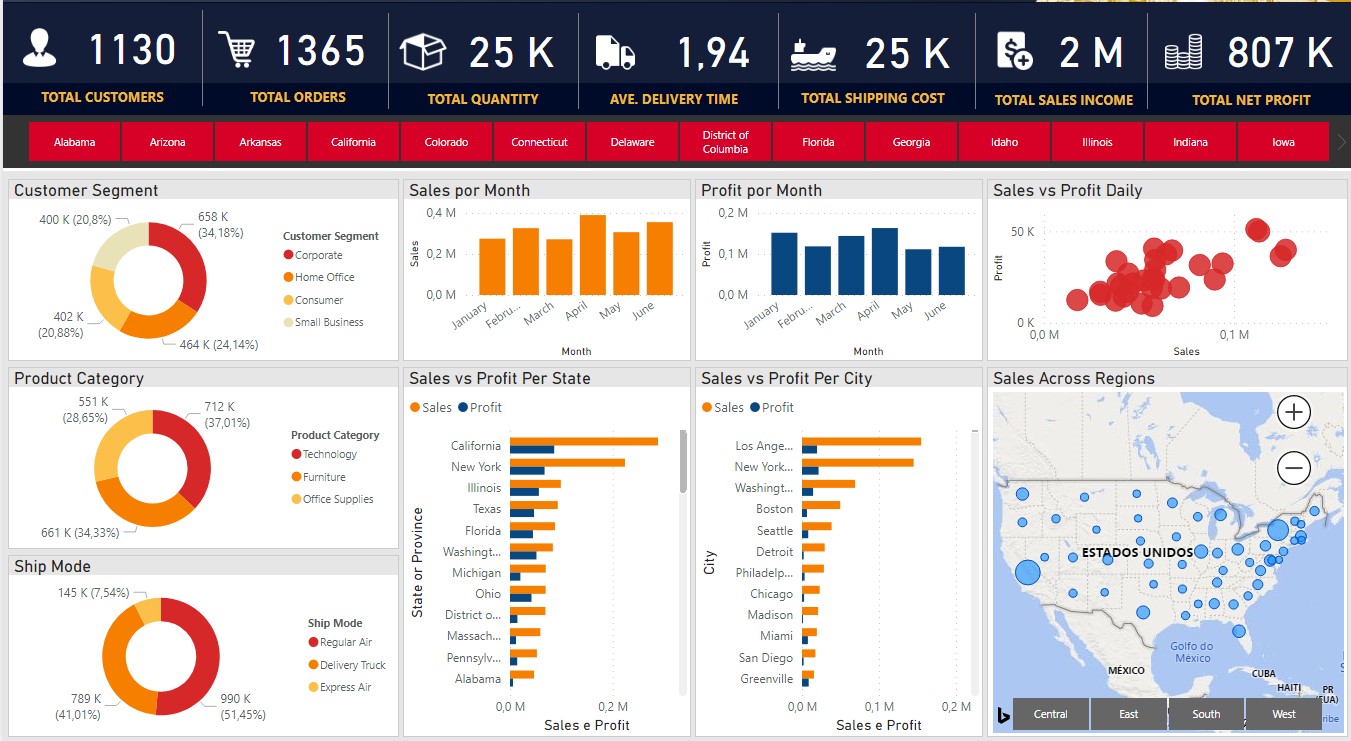 1130
TOTAL CUSTOMERS
1365
TOTAL ORDERS
25 K
TOTAL QUANTITY
1,94
AVE. DELIVERY TIME
25 K
TOTAL SHIPPING COST
2 M
TOTAL SALES INCOME
807 K
TOTAL NET PROFIT
Alabama
Arizona
Arkansas
California
Colorado
Connecticut
Delaware
District of
Columbia
Florida
Georgia
Idaho
Illinois
Indiana
Iowa
Customer Segment
400 K (20,8%)
658 K
(34,18%)
402 K
(20,88%)
464 K (24,14%)
Customer Segment
Corporate
Home Office
Consumer
Small Business
Sales por Month
Sales
0,4 M
0,2 M
0,0 M
January
Febru...
March
April
May
June
Month
Profit por Month
Profit
0,2 M
0,1 M
0,0 M
January
Febru...
March
April
May
June
Month
Sales vs Profit Daily
Profit
50 K
0 K
0,0 M
0,1 M
Sales
Product Category
551 K
(28,65%)
712 K
(37,01%)
661 K (34,33%)
Product Category
Technology
Furniture
Office Supplies
Ship Mode
145 K (7,54%)
789 K
(41,01%)
990 K
(51,45%)
Ship Mode
Regular Air
Delivery Truck
Express Air
Sales vs Profit Per State
Sales
Profit
State or Province
California
New York
Illinois
Texas
Florida
Washingt...
Michigan
Ohio
District o...
Massach...
Pennsylv...
Alabama
0,0 M
0,2 M
Sales e Profit
Sales vs Profit Per City
Sales
Profit
City
Los Ange...
New York...
Washingt...
Boston
Seattle
Detroit
Philadelp...
Chicago
Madison
Miami
San Diego
Greenville
0,0 M
0,1 M
0,2 M
Sales e Profit
Sales Across Regions
ESTADOS UNIDOS
Golfo do
México
MÉXICO
CUBA
HAITI
PR
(EUA)
Central
East
South
West